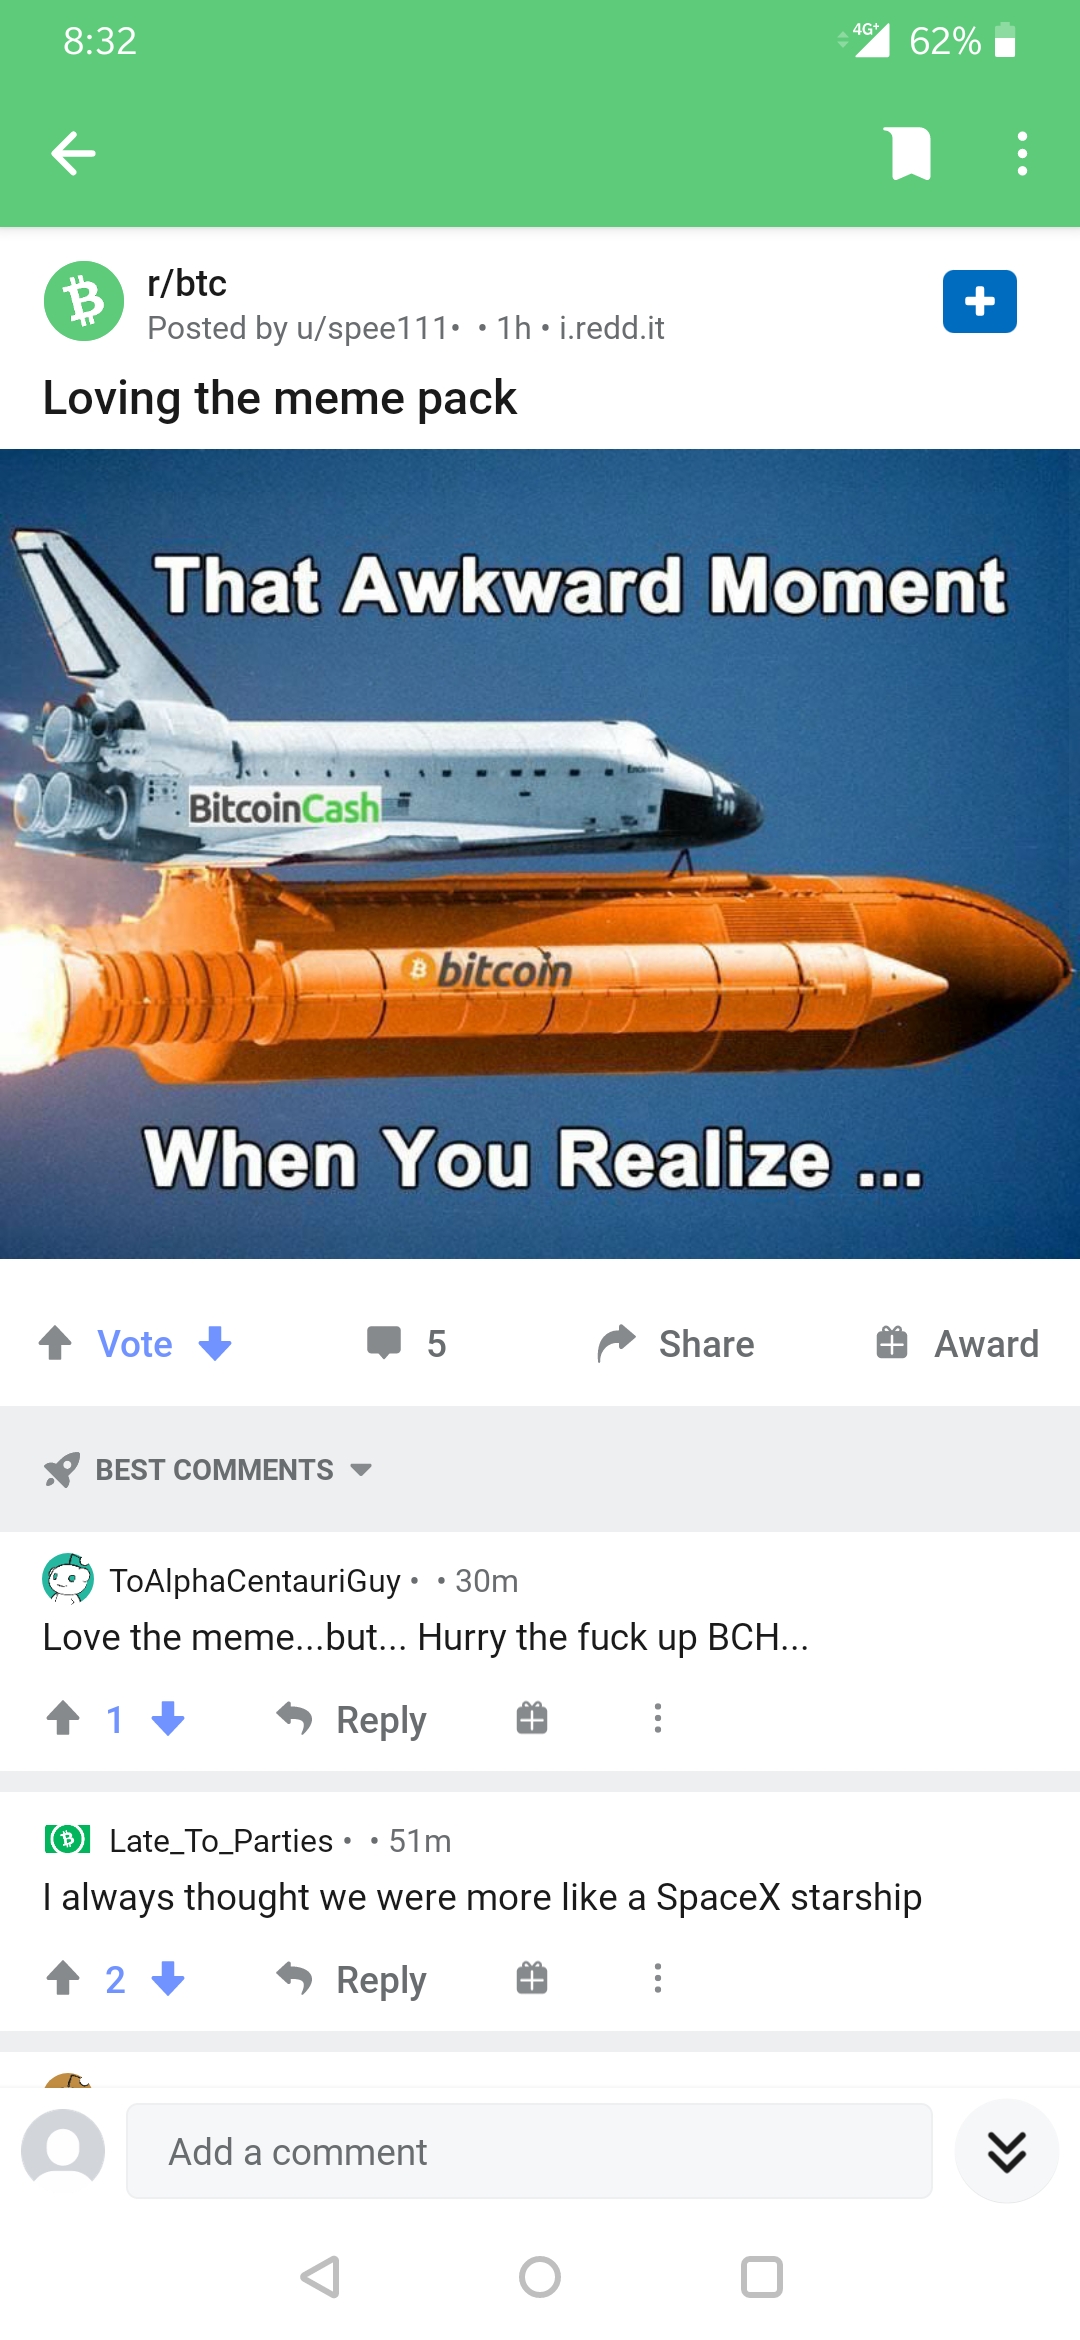 8:32
4G+ 62%
r/btc
Posted by u/spee111• • 1h • i.redd.it
Loving the meme pack
That Awkward Moment
BitcoinCash
bitcoin
When You Realize ...
Vote
5
Share
Award
BEST COMMENTS
ToAlphaCentauriGuy • • 30m
Love the meme...but... Hurry the fuck up BCH...
1
Reply
Late_To_Parties • • 51m
I always thought we were more like a SpaceX starship
2
Reply
Add a comment